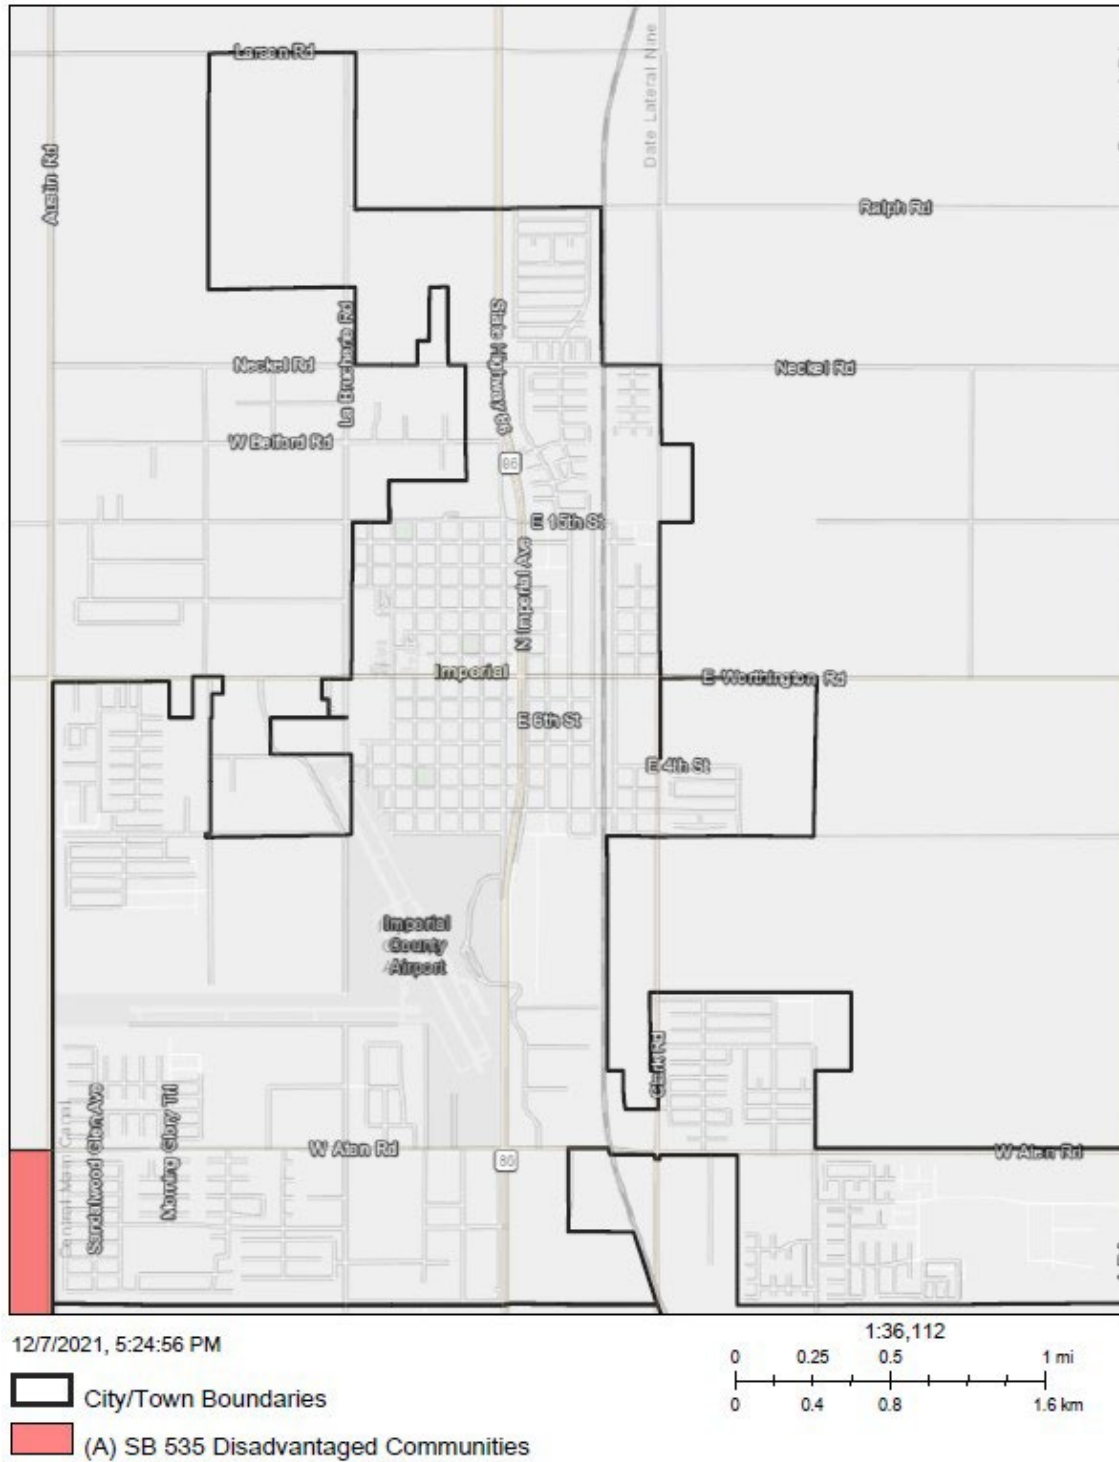 Larson Rd
Date Lateral Nine
Austin Rd
Ralph Rd
La Brucherie Rd
State Highway 86
Neckel Rd
Neckel Rd
W Belford Rd
86
E 15th St
N Imperial Ave
Imperial
E Worthington Rd
E 6th St
E 4th St
Imperial
County
Airport
Clark Rd
Central Main Canal
Sandalwood Glen Ave
Morning Glory Trl
W Aten Rd
80
W Aten Rd
12/7/2021, 5:24:56 PM
1:36,112
0 0.25 0.5 1 mi
0 0.4 0.8 1.6 km
City/Town Boundaries
(A) SB 535 Disadvantaged Communities